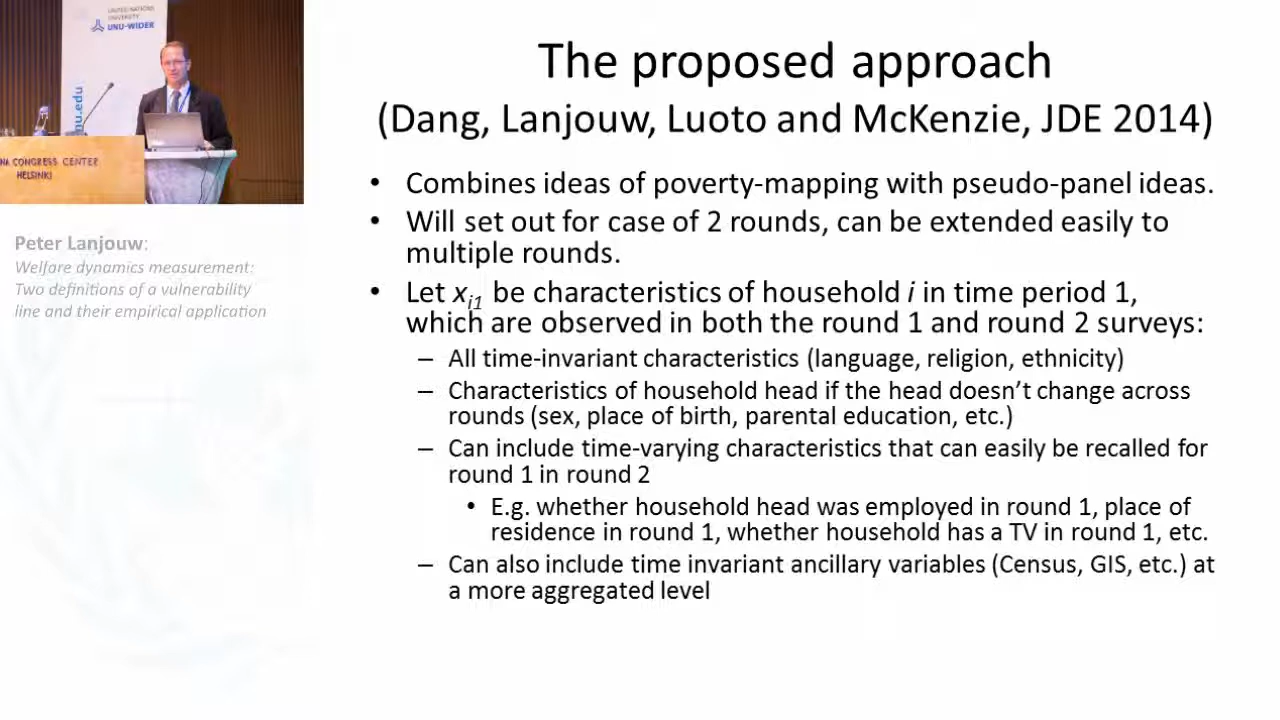 UNITED NATIONS
UNIVERSITY
UNU-WIDER
nu.edu
NA CONGRESS CENTER
HELSINKI
Peter Lanjouw:
Welfare dynamics measurement:
Two definitions of a vulnerability
line and their empirical application
The proposed approach
(Dang, Lanjouw, Luoto and McKenzie, JDE 2014)
• Combines ideas of poverty-mapping with pseudo-panel ideas.
• Will set out for case of 2 rounds, can be extended easily to
multiple rounds.
• Let xi1 be characteristics of household i in time period 1,
which are observed in both the round 1 and round 2 surveys:
– All time-invariant characteristics (language, religion, ethnicity)
– Characteristics of household head if the head doesn’t change across
rounds (sex, place of birth, parental education, etc.)
– Can include time-varying characteristics that can easily be recalled for
round 1 in round 2
• E.g. whether household head was employed in round 1, place of
residence in round 1, whether household has a TV in round 1, etc.
– Can also include time invariant ancillary variables (Census, GIS, etc.) at
a more aggregated level